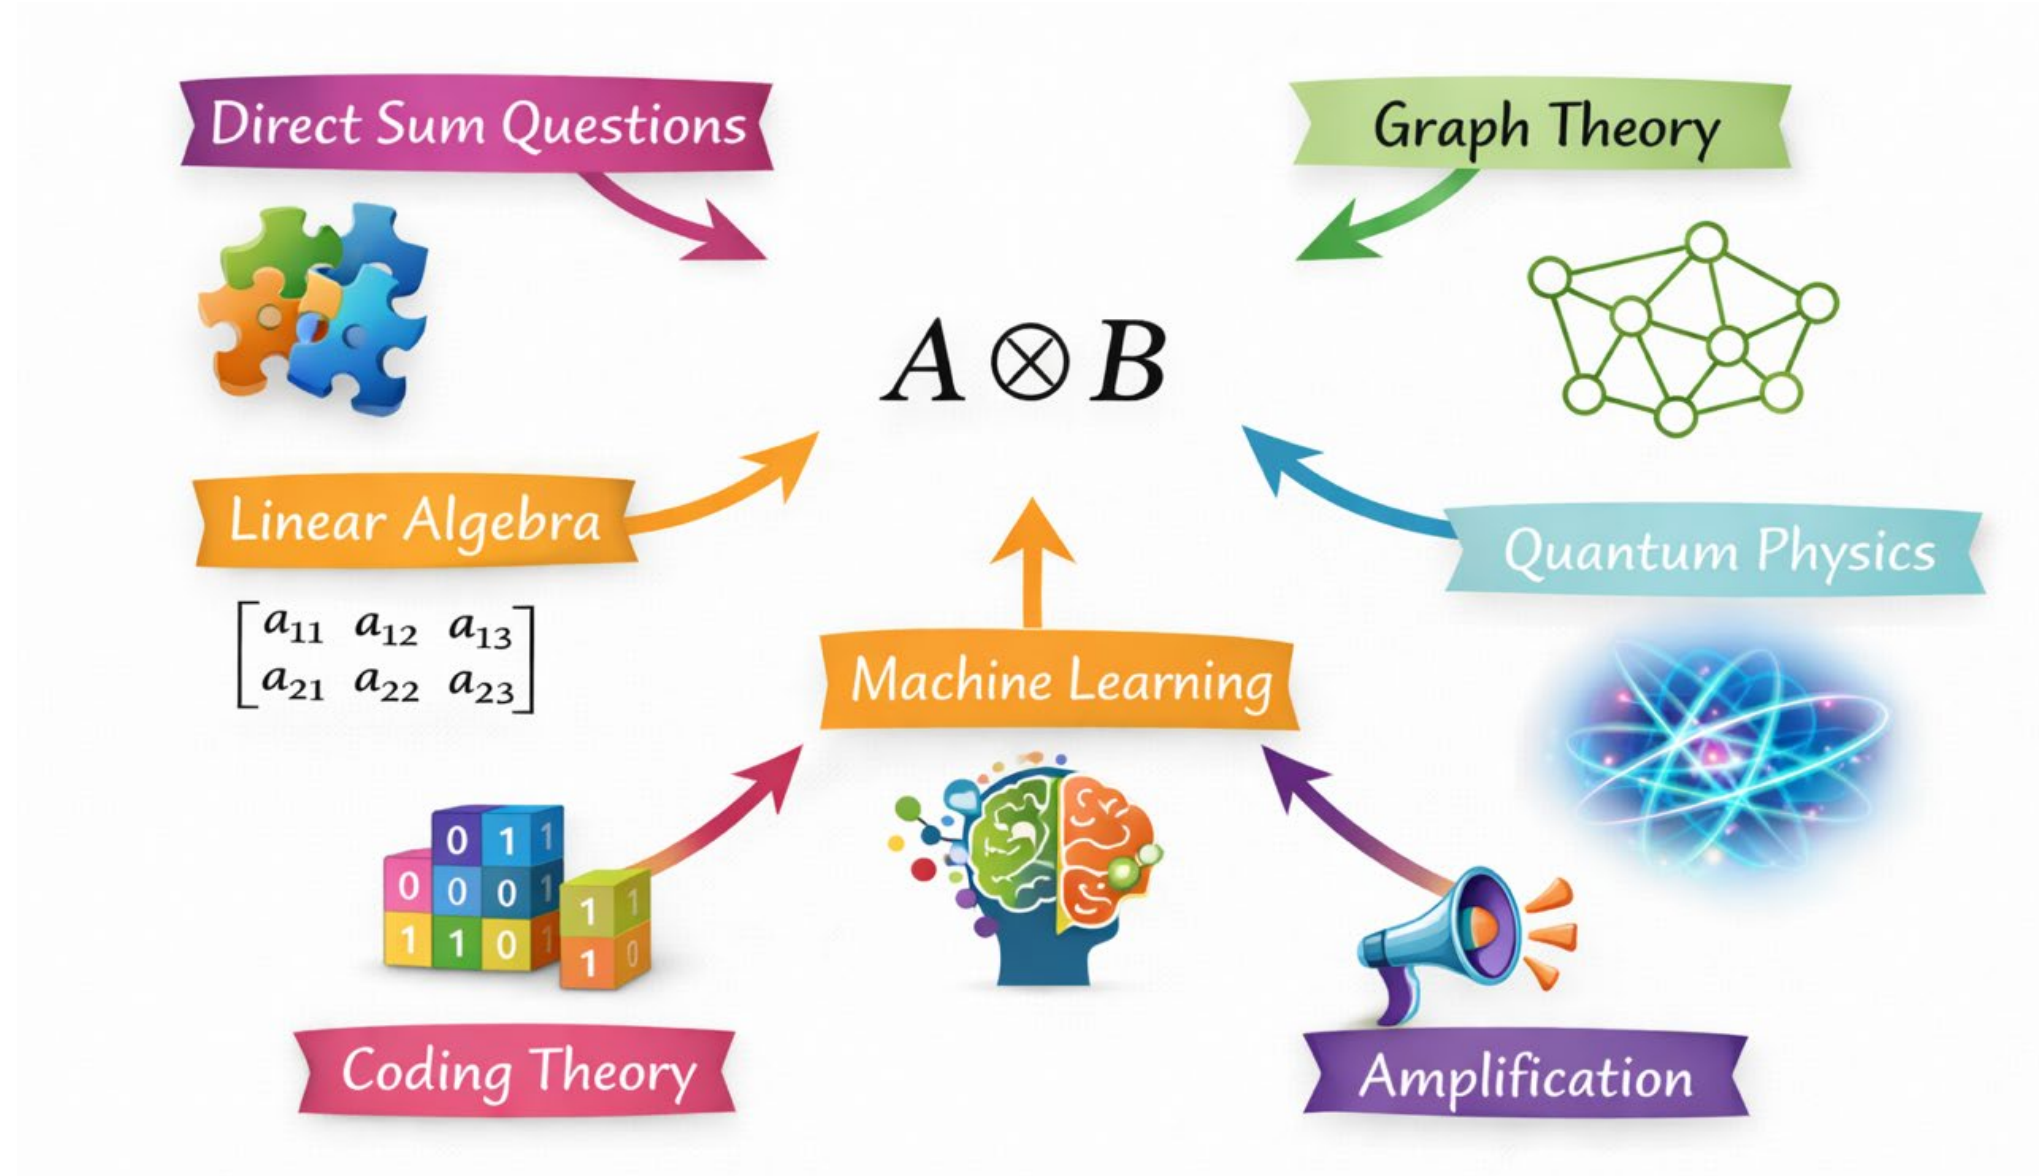 Direct Sum Questions
Graph Theory
A ⊗ B
Linear Algebra
Quantum Physics
a11 a12 a13
a21 a22 a23
Machine Learning
0 1 1
0 0 0 1
1 1 0 1
1 1
1 0
Coding Theory
Amplification